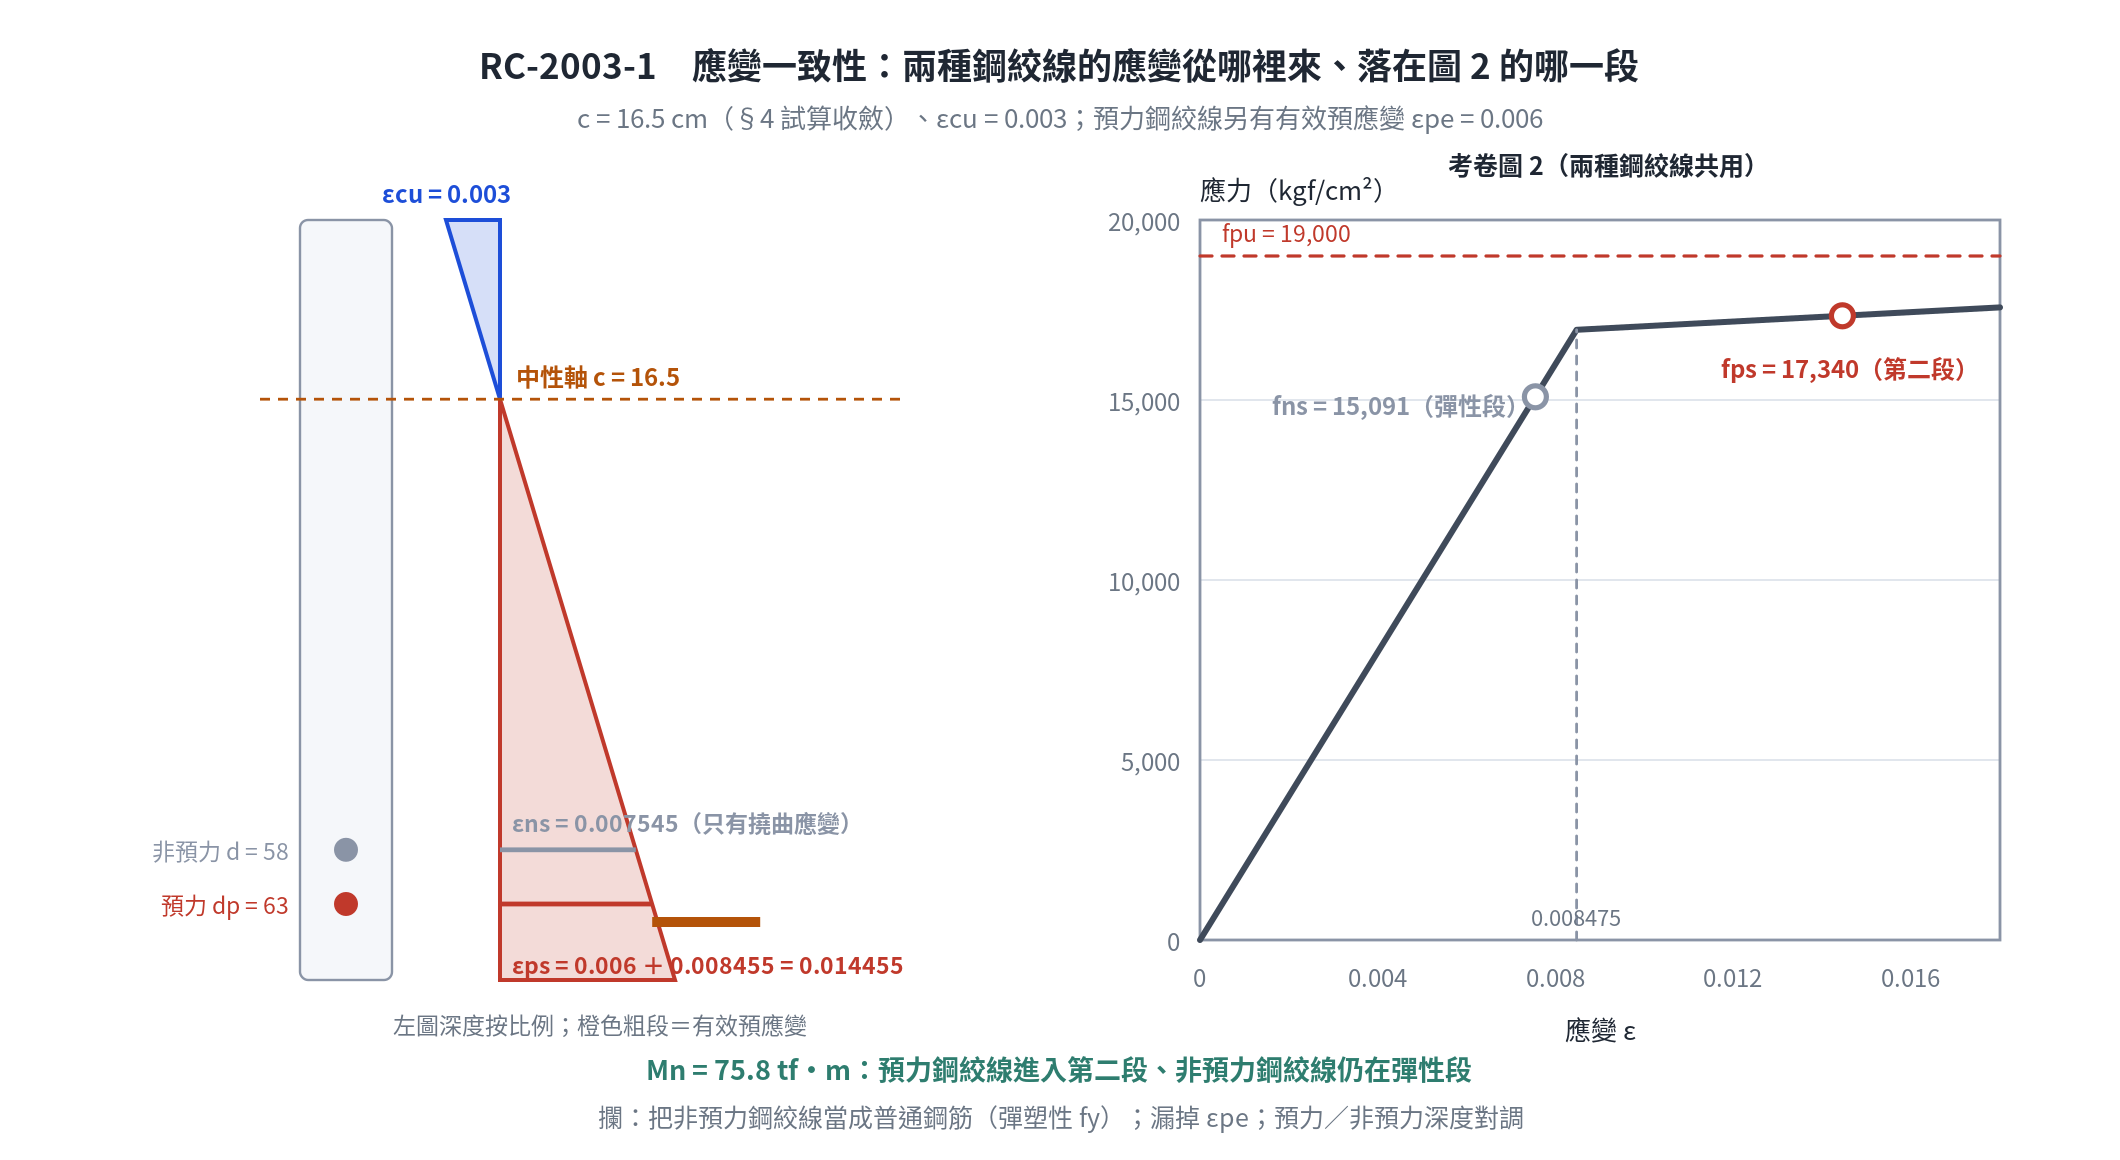 RC-2003-1　應變一致性：兩種鋼絞線的應變從哪裡來、落在圖 2 的哪一段
c = 16.5 cm（§4 試算收斂）、εcu = 0.003；預力鋼絞線另有有效預應變 εpe = 0.006
εcu = 0.003
中性軸 c = 16.5
εns = 0.007545（只有撓曲應變）
非預力 d = 58
預力 dp = 63
εps = 0.006 ＋ 0.008455 = 0.014455
左圖深度按比例；橙色粗段＝有效預應變
考卷圖 2（兩種鋼絞線共用）
應力（kgf/cm²）
20,000
fpu = 19,000
fps = 17,340（第二段）
15,000
fns = 15,091（彈性段）
10,000
5,000
0.008475
0
0
0.004
0.008
0.012
0.016
應變 ε
Mn = 75.8 tf・m：預力鋼絞線進入第二段、非預力鋼絞線仍在彈性段
攔：把非預力鋼絞線當成普通鋼筋（彈塑性 fy）；漏掉 εpe；預力／非預力深度對調